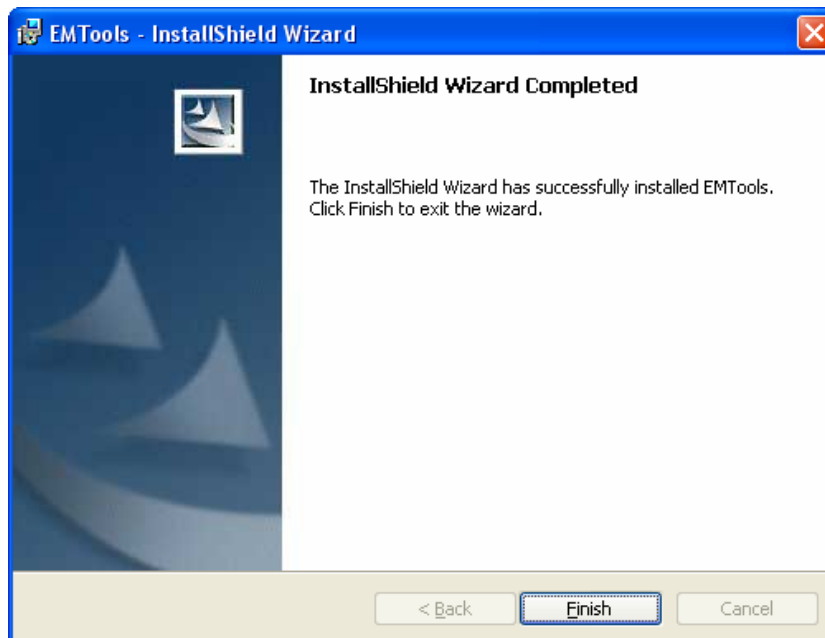 EMTools - InstallShield Wizard
InstallShield Wizard Completed
The InstallShield Wizard has successfully installed EMTools.
Click Finish to exit the wizard.
< Back
Finish
Cancel